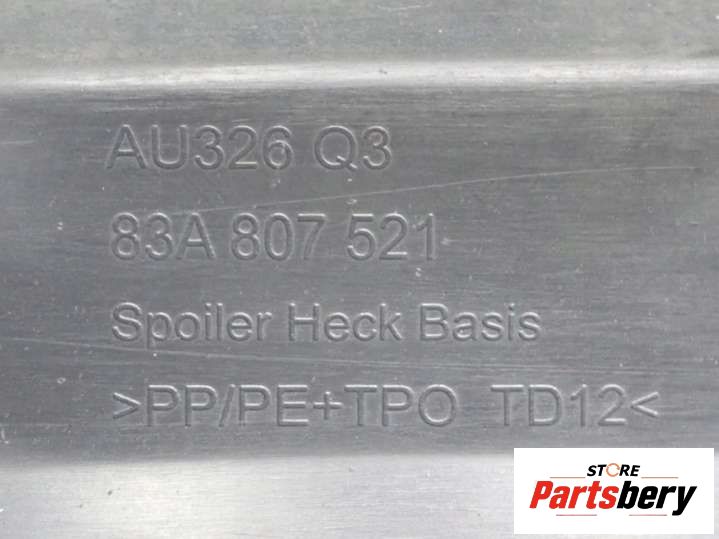 AU326 Q3
83A 807 521
Spoiler Heck Basis
>PP/PE+TPO TD12<
STORE
Partsbery